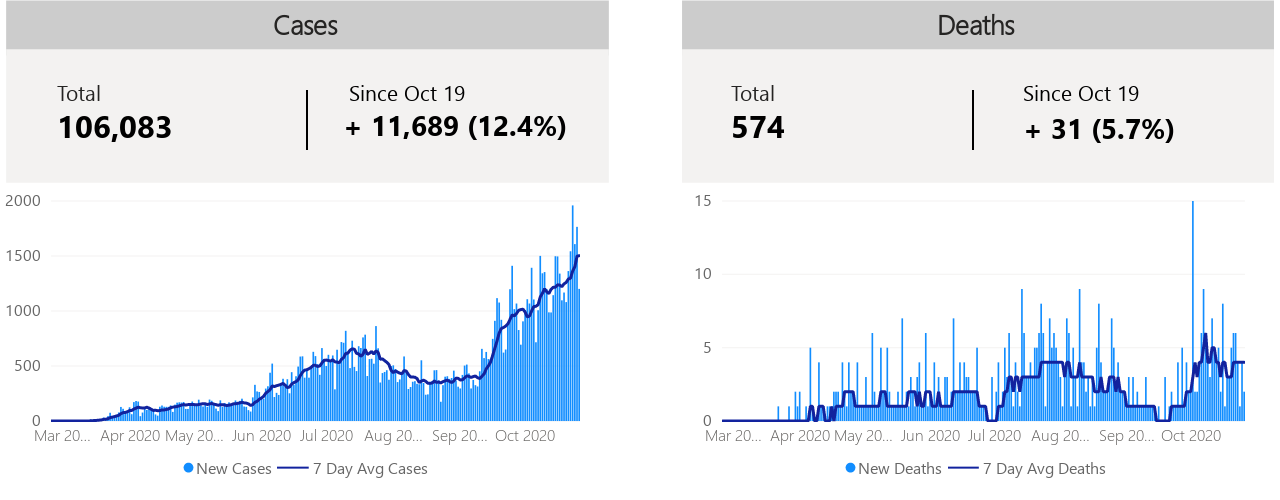 Cases
Total
106,083
Since Oct 19
+ 11,689 (12.4%)
2000
1500
1000
500
0
Mar 20... Apr 2020 May 20... Jun 2020 Jul 2020 Aug 20... Sep 20... Oct 2020
New Cases 7 Day Avg Cases
Deaths
Total
574
Since Oct 19
+ 31 (5.7%)
15
10
5
0
Mar 20... Apr 2020 May 20... Jun 2020 Jul 2020 Aug 20... Sep 20... Oct 2020
New Deaths 7 Day Avg Deaths